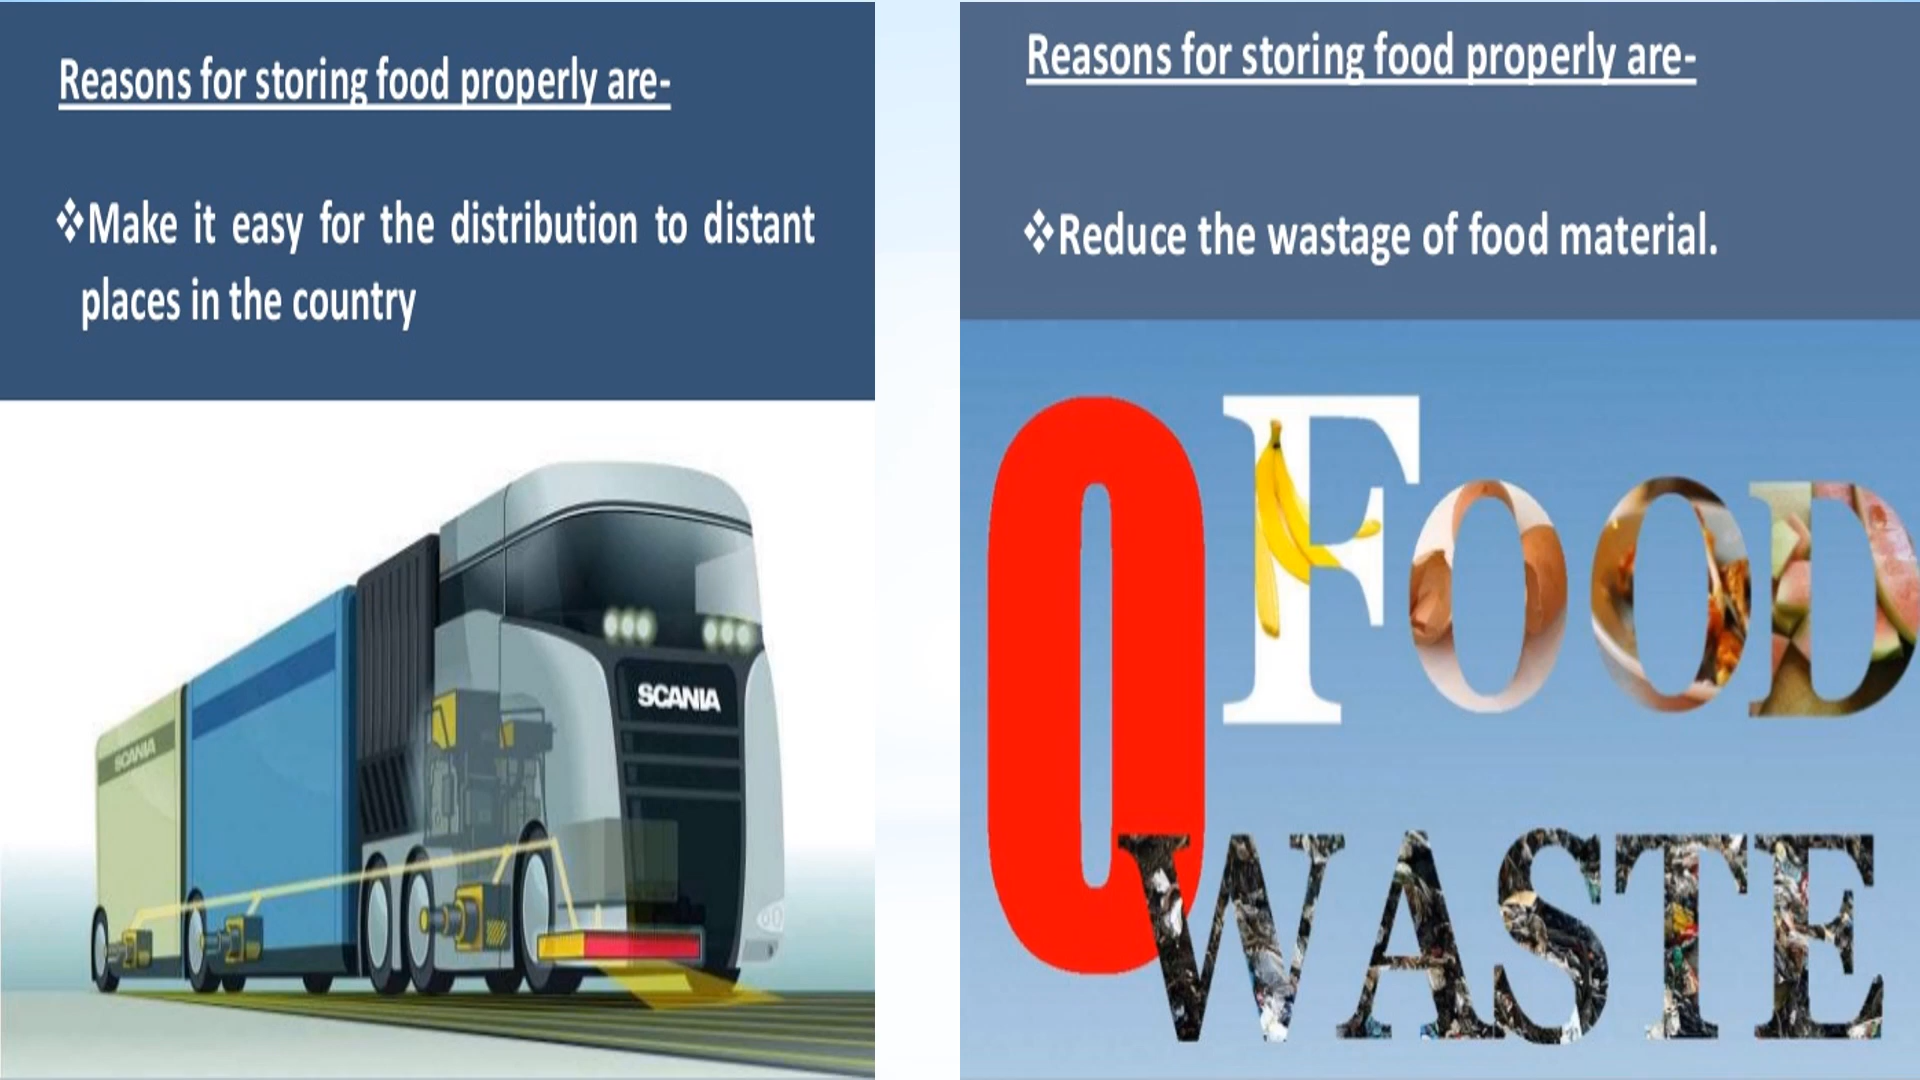 Reasons for storing food properly are-
❖Make it easy for the distribution to distant
places in the country
SCANIA
SCANIA
Reasons for storing food properly are-
❖Reduce the wastage of food material.
0 FOOD
WASTE